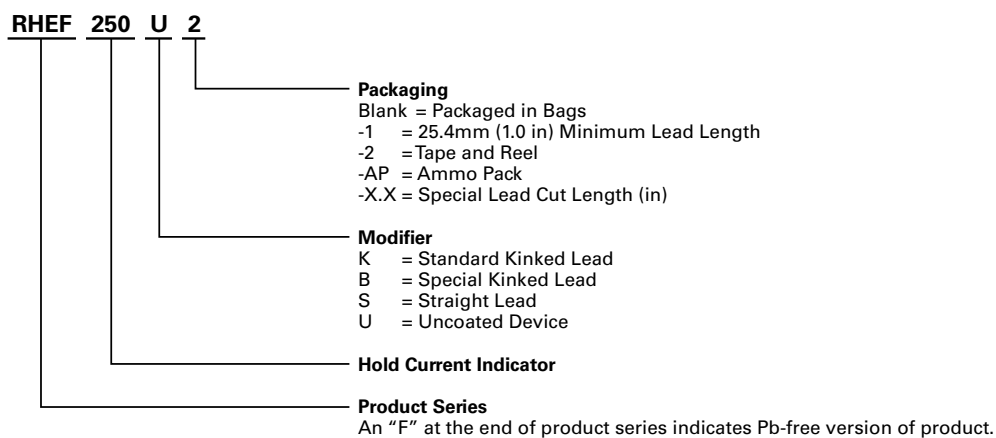 RHEF 250 U 2
Packaging
Blank = Packaged in Bags
-1 = 25.4mm (1.0 in) Minimum Lead Length
-2 = Tape and Reel
-AP = Ammo Pack
-X.X = Special Lead Cut Length (in)
Modifier
K = Standard Kinked Lead
B = Special Kinked Lead
S = Straight Lead
U = Uncoated Device
Hold Current Indicator
Product Series
An “F” at the end of product series indicates Pb-free version of product.